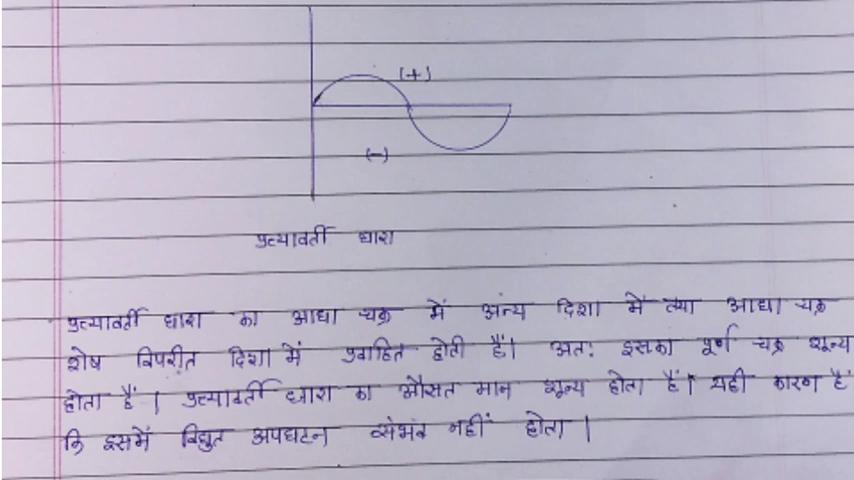 (+)
(-)
प्रत्यावर्ती धारा
प्रत्यावर्ती धारा का आधा चक्र में अन्य दिशा में तथा आधा चक्र
शेष विपरीत दिशा में प्रवाहित होती हैं। अतः इसका पूर्ण चक्र शून्य
होता हैं। प्रत्यावर्ती धारा का औसत मान शून्य होता हैं। यही कारण है
कि इसमें विद्युत अपघटन संभव नहीं होता।